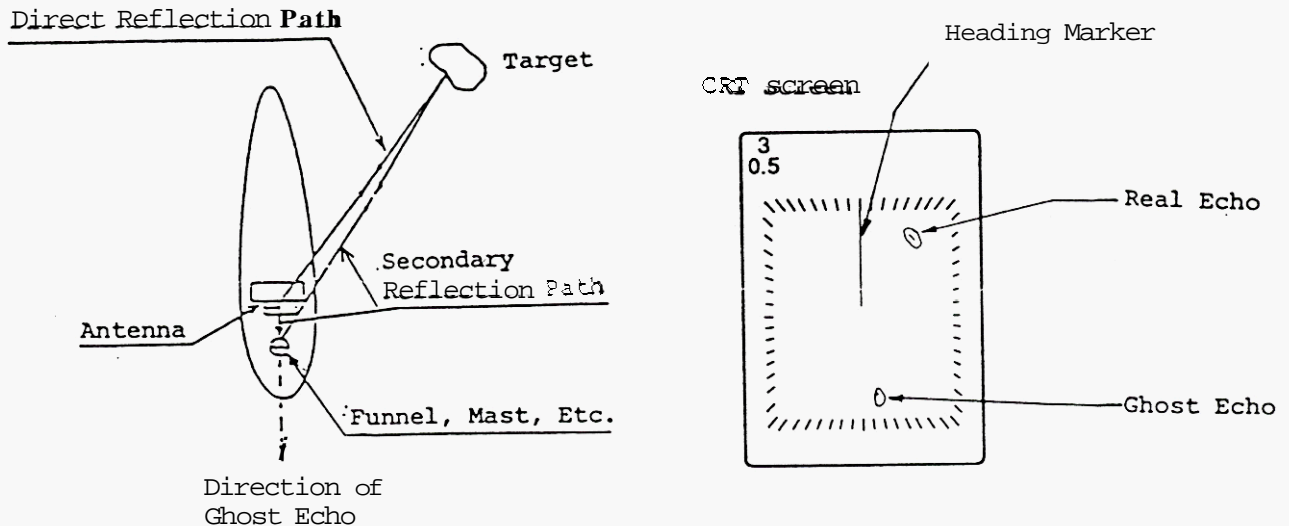 Direct Reflection Path
Target
Secondary
Reflection Path
Antenna
Funnel, Mast, Etc.
Direction of
Ghost Echo
Heading Marker
CRT screen
3
0.5
Real Echo
Ghost Echo